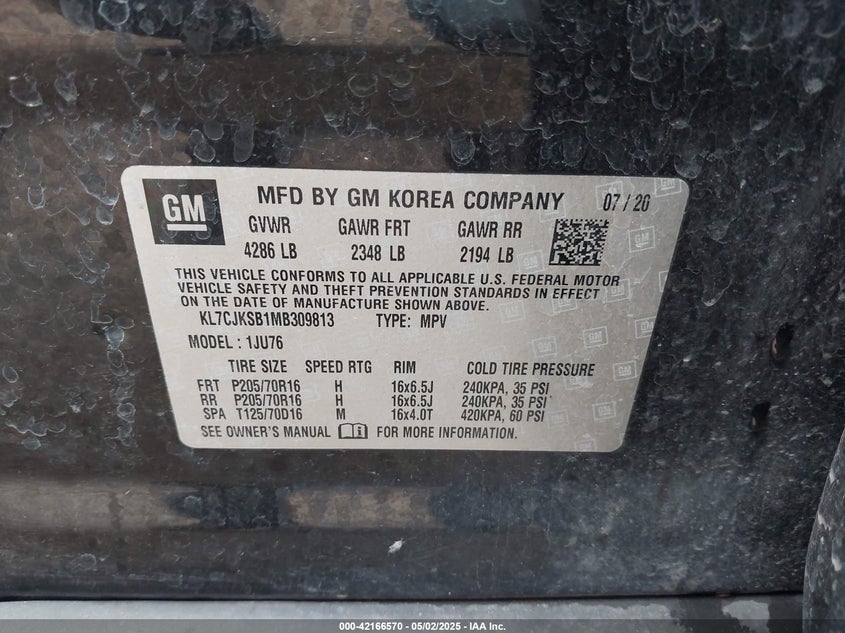 GM MFD BY GM KOREA COMPANY 07/20
GVWR GAWR FRT GAWR RR
4286 LB 2348 LB 2194 LB
THIS VEHICLE CONFORMS TO ALL APPLICABLE U.S. FEDERAL MOTOR
VEHICLE SAFETY AND THEFT PREVENTION STANDARDS IN EFFECT
ON THE DATE OF MANUFACTURE SHOWN ABOVE.
KL7CJKSB1MB309813 TYPE: MPV
MODEL : 1JU76
TIRE SIZE SPEED RTG RIM COLD TIRE PRESSURE
FRT P205/70R16 H 16x6.5J 240KPA, 35 PSI
RR P205/70R16 H 16x6.5J 240KPA, 35 PSI
SPA T125/70D16 M 16x4.0T 420KPA, 60 PSI
SEE OWNER'S MANUAL FOR MORE INFORMATION.
000-42166570 - 05/02/2025 - IAA Inc.